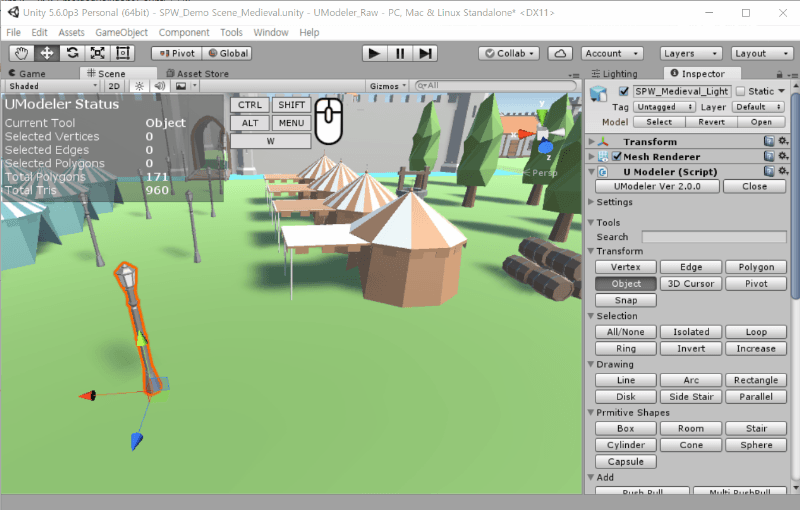 Unity 5.6.0p3 Personal (64bit) - SPW_Demo Scene_Medieval.unity - UModeler_Raw - PC, Mac & Linux Standalone* <DX11>
File Edit Assets GameObject Component Tools Window Help
Pivot Global Collab Account Layers Layout
Game Scene Asset Store Lighting Inspector
Shaded 2D Gizmos All
SPW_Medieval_Light Static
Tag Untagged Layer Default
Model Select Revert Open
UModeler Status
Current Tool Object
Selected Vertices 0
Selected Edges 0
Selected Polygons 0
Total Polygons 171
Total Tris 960
CTRL SHIFT
ALT MENU
W
y
x
z
Persp
Transform
Mesh Renderer
U Modeler (Script)
UModeler Ver 2.0.0 Close
Settings
Tools
Search
Transform
Vertex Edge Polygon
Object 3D Cursor Pivot
Snap
Selection
All/None Isolated Loop
Ring Invert Increase
Drawing
Line Arc Rectangle
Disk Side Stair Parallel
Prmitive Shapes
Box Room Stair
Cylinder Cone Sphere
Capsule
Add
Push Pull Multi PushPull